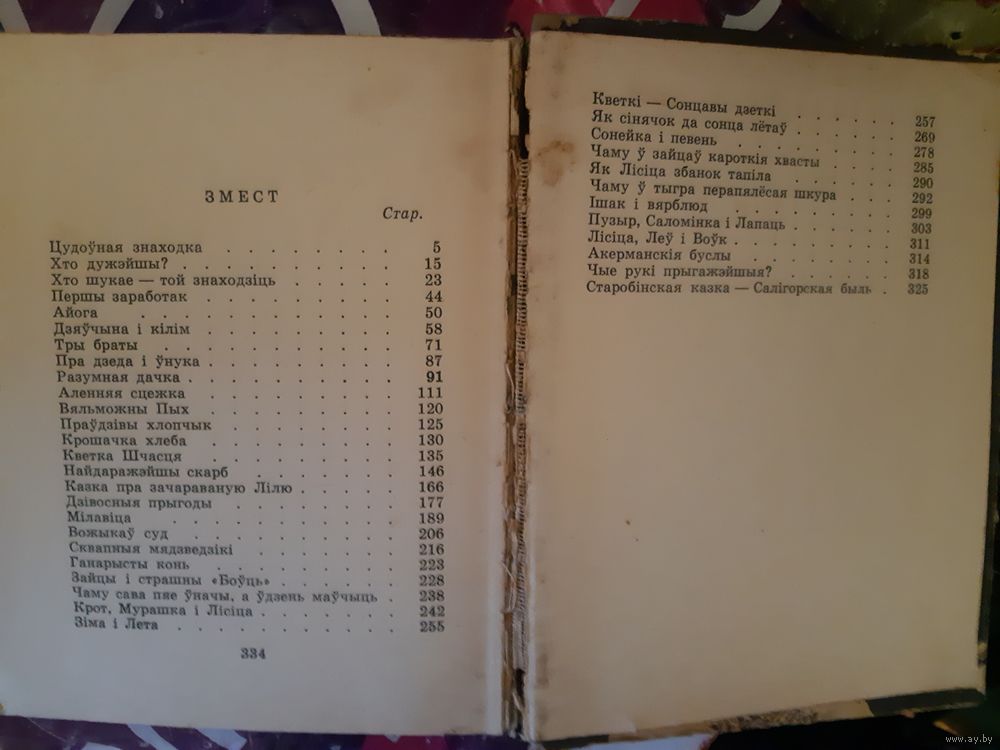 ЗМЕСТ
Стар.
Цудоўная знаходка . . . . . . . 5
Хто дужэйшы? . . . . . . . . . 15
Хто шукае — той знаходзіць . . . . . 23
Першы заработак . . . . . . . . 44
Айога . . . . . . . . . . 50
Дзяўчына і кілім . . . . . . . . 58
Тры браты . . . . . . . . . . 71
Пра дзеда і ўнука . . . . . . . . 87
Разумная дачка . . . . . . . . . 91
Аленняя сцежка . . . . . . . . 111
Вяльможны Пых . . . . . . . . 120
Праўдзівы хлопчык . . . . . . . 125
Крошачка хлеба . . . . . . . . 130
Кветка Шчасця . . . . . . . . 135
Найдаражэйшы скарб . . . . . . 146
Казка пра зачараваную Лілю . . . . . 166
Дзівосныя прыгоды . . . . . . . 177
Мілавіца . . . . . . . . . 189
Вожыкаў суд . . . . . . . . 206
Сквапныя мядзведзікі . . . . . . 216
Ганарысты конь . . . . . . . . 223
Зайцы і страшны «Боўць» . . . . . . 228
Чаму сава пяе ўначы, а ўдзень маўчыць . 238
Крот, Мурашка і Лісіца . . . . . . . 242
Зіма і Лета . . . . . . . . . . 255
334
Кветкі — Сонцавы дзеткі . . . . . . 257
Як сінячок да сонца лётаў . . . . . . 269
Сонейка і певень . . . . . . . . 278
Чаму ў зайцаў кароткія хвасты . . . . 285
Як Лісіца збанок тапіла . . . . . . 290
Чаму ў тыгра перапялёсая шкура . . . 292
Ішак і вярблюд . . . . . . . . 299
Пузыр, Саломінка і Лапаць . . . . . 303
Лісіца, Леў і Воўк . . . . . . . . 311
Акерманскія буслы . . . . . . . 314
Чые рукі прыгажэйшыя? . . . . . . 318
Старобінская казка — Салігорская быль . 325
www.ay.by